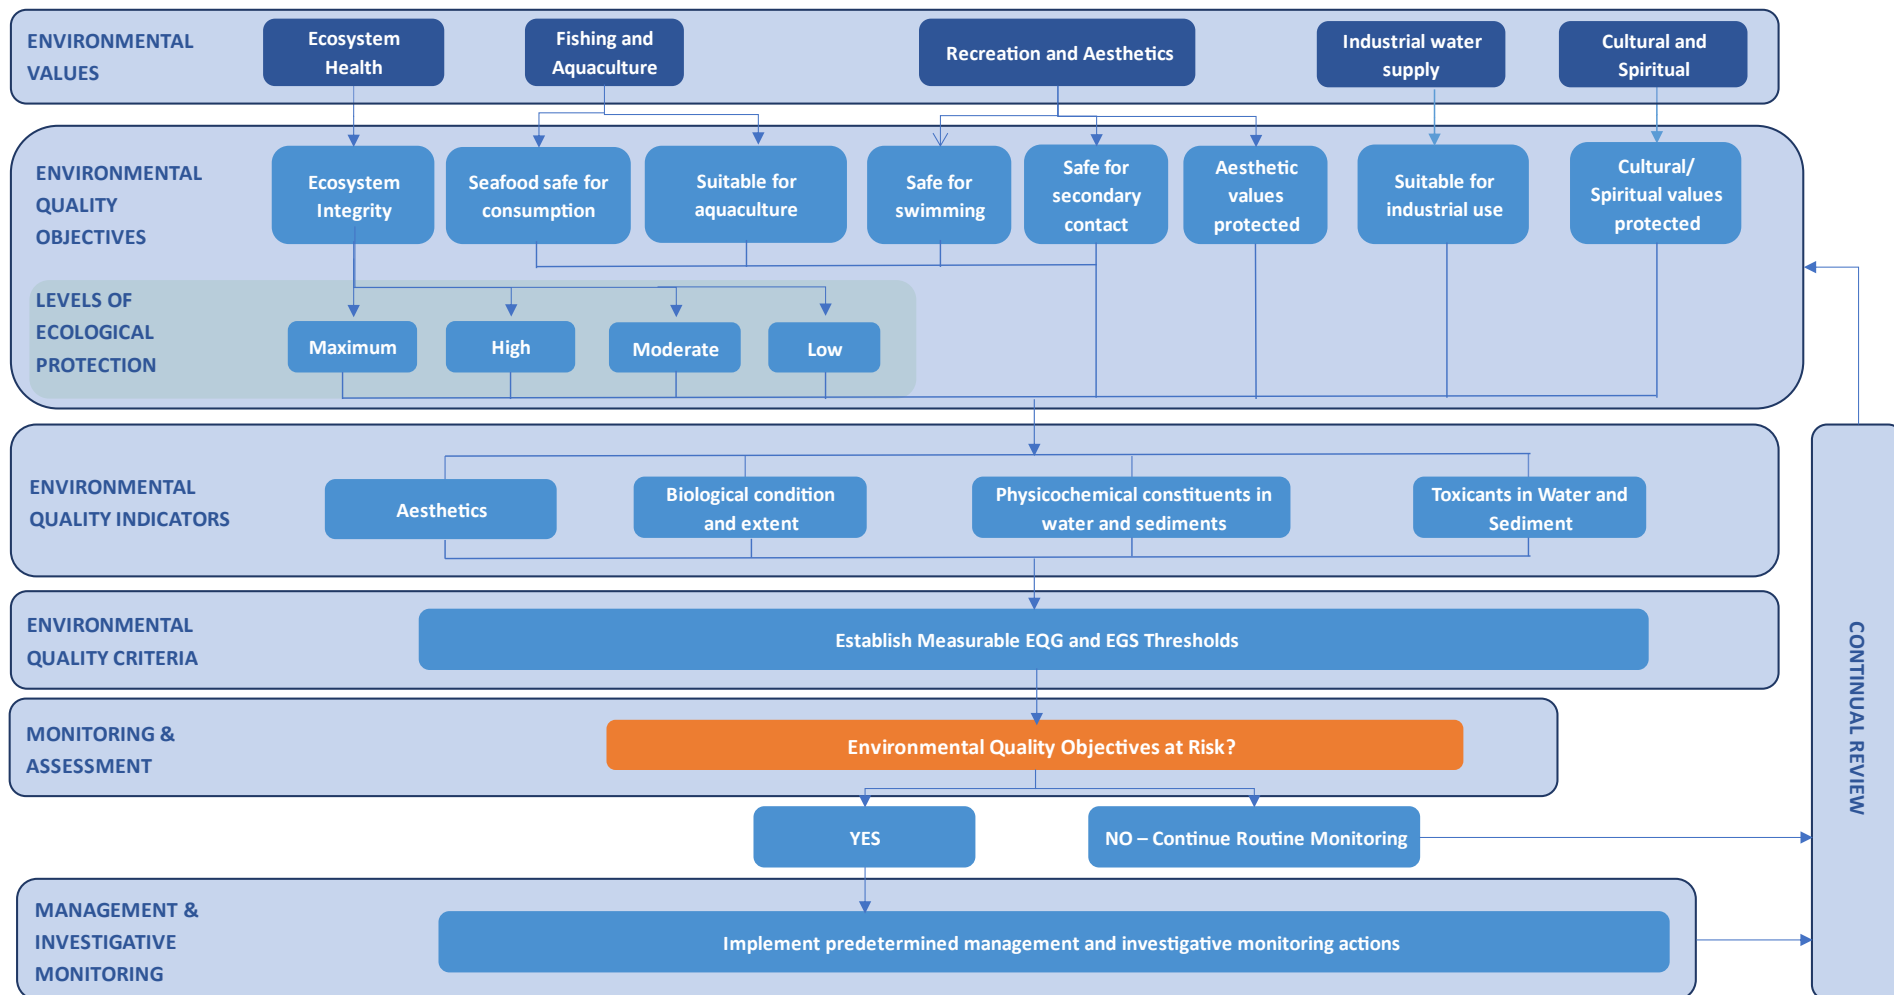 ENVIRONMENTAL
VALUES
Ecosystem
Health
Fishing and
Aquaculture
Recreation and Aesthetics
Industrial water
supply
Cultural and
Spiritual
ENVIRONMENTAL
QUALITY
OBJECTIVES
Ecosystem
Integrity
Seafood safe for
consumption
Suitable for
aquaculture
Safe for
swimming
Safe for
secondary
contact
Aesthetic
values
protected
Suitable for
industrial use
Cultural/
Spiritual values
protected
LEVELS OF
ECOLOGICAL
PROTECTION
Maximum
High
Moderate
Low
ENVIRONMENTAL
QUALITY INDICATORS
Aesthetics
Biological condition
and extent
Physicochemical constituents in
water and sediments
Toxicants in Water and
Sediment
ENVIRONMENTAL
QUALITY CRITERIA
Establish Measurable EQG and EGS Thresholds
MONITORING &
ASSESSMENT
Environmental Quality Objectives at Risk?
YES
NO – Continue Routine Monitoring
MANAGEMENT &
INVESTIGATIVE
MONITORING
Implement predetermined management and investigative monitoring actions
CONTINUAL REVIEW